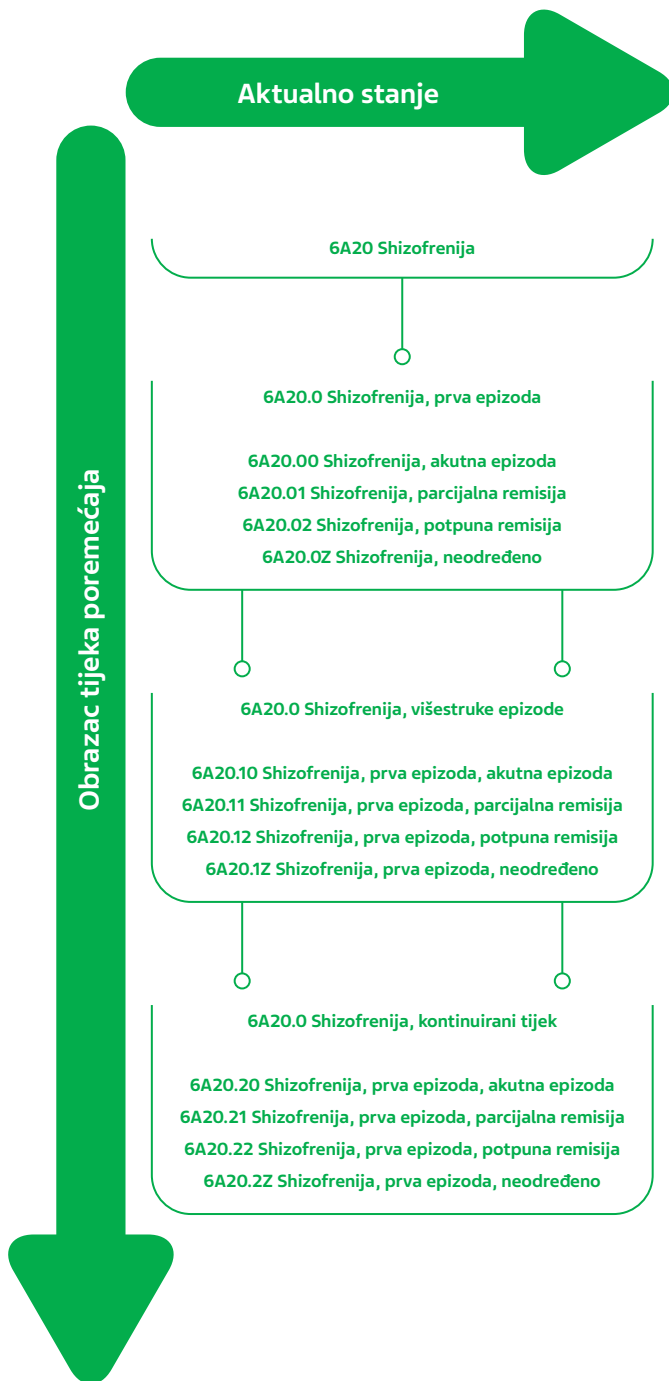 Aktualno stanje
Obrazac tijeka poremećaja
6A20 Shizofrenija
6A20.0 Shizofrenija, prva epizoda
6A20.00 Shizofrenija, akutna epizoda
6A20.01 Shizofrenija, parcijalna remisija
6A20.02 Shizofrenija, potpuna remisija
6A20.0Z Shizofrenija, neodređeno
6A20.0 Shizofrenija, višestruke epizode
6A20.10 Shizofrenija, prva epizoda, akutna epizoda
6A20.11 Shizofrenija, prva epizoda, parcijalna remisija
6A20.12 Shizofrenija, prva epizoda, potpuna remisija
6A20.1Z Shizofrenija, prva epizoda, neodređeno
6A20.0 Shizofrenija, kontinuirani tijek
6A20.20 Shizofrenija, prva epizoda, akutna epizoda
6A20.21 Shizofrenija, prva epizoda, parcijalna remisija
6A20.22 Shizofrenija, prva epizoda, potpuna remisija
6A20.2Z Shizofrenija, prva epizoda, neodređeno